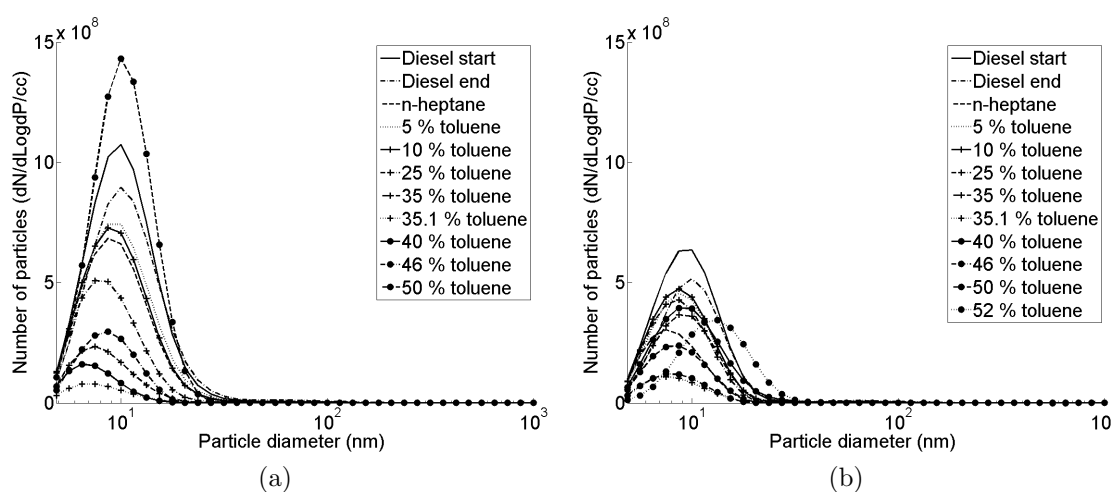 15 x 10^8
10
5
0
10^1
10^2
10^3
Number of particles (dN/dLogdP/cc)
Particle diameter (nm)
Diesel start
Diesel end
n-heptane
5 % toluene
10 % toluene
25 % toluene
35 % toluene
35.1 % toluene
40 % toluene
46 % toluene
50 % toluene
(a)
15 x 10^8
10
5
0
10^1
10^2
10
Number of particles (dN/dLogdP/cc)
Particle diameter (nm)
Diesel start
Diesel end
n-heptane
5 % toluene
10 % toluene
25 % toluene
35 % toluene
35.1 % toluene
40 % toluene
46 % toluene
50 % toluene
52 % toluene
(b)